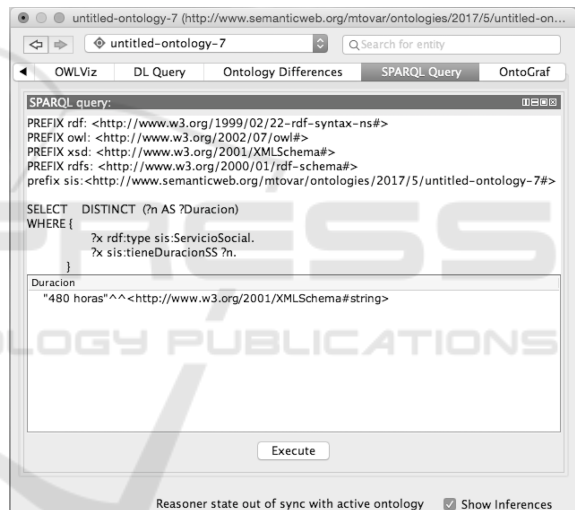 untitled-ontology-7 (http://www.semanticweb.org/mtovar/ontologies/2017/5/untitled-on...
untitled-ontology-7
Search for entity
OWLViz DL Query Ontology Differences SPARQL Query OntoGraf
SPARQL query:
PREFIX rdf: <http://www.w3.org/1999/02/22-rdf-syntax-ns#>
PREFIX owl: <http://www.w3.org/2002/07/owl#>
PREFIX xsd: <http://www.w3.org/2001/XMLSchema#>
PREFIX rdfs: <http://www.w3.org/2000/01/rdf-schema#>
prefix sis:<http://www.semanticweb.org/mtovar/ontologies/2017/5/untitled-ontology-7#>
SELECT DISTINCT (?n AS ?Duracion)
WHERE {
?x rdf:type sis:ServicioSocial.
?x sis:tieneDuracionSS ?n.
}
Duracion
"480 horas"^^<http://www.w3.org/2001/XMLSchema#string>
Execute
Reasoner state out of sync with active ontology Show Inferences
PRESS
OLOGY PUBLICATIONS